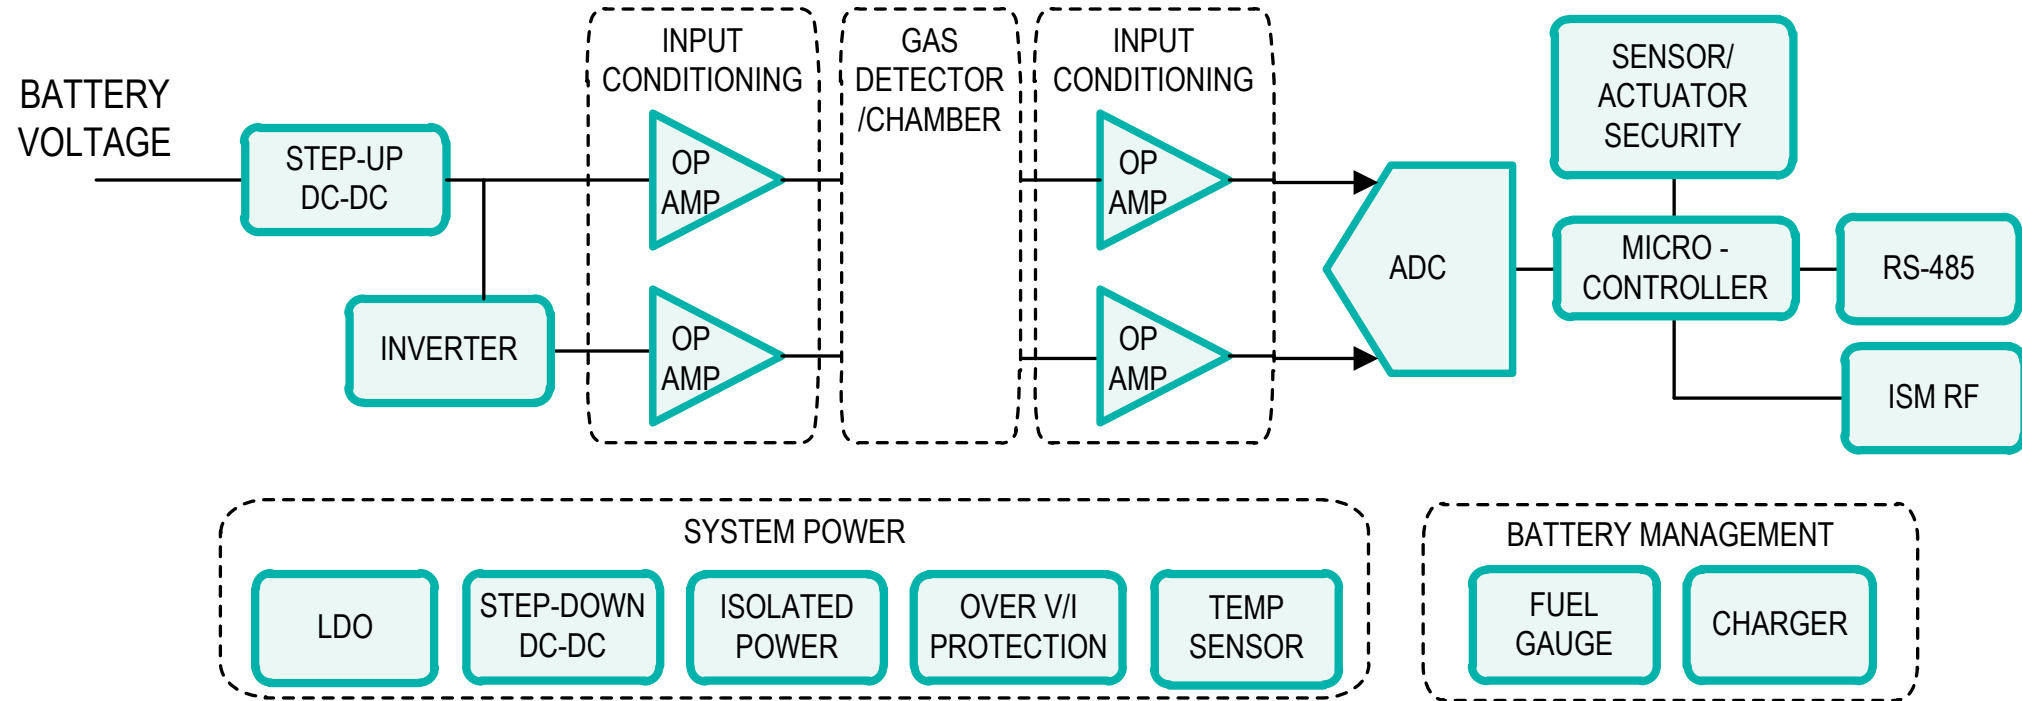 BATTERY
VOLTAGE
STEP-UP
DC-DC
INVERTER
INPUT
CONDITIONING
OP
AMP
OP
AMP
GAS
DETECTOR
/CHAMBER
INPUT
CONDITIONING
OP
AMP
OP
AMP
ADC
SENSOR/
ACTUATOR
SECURITY
MICRO -
CONTROLLER
RS-485
ISM RF
SYSTEM POWER
LDO
STEP-DOWN
DC-DC
ISOLATED
POWER
OVER V/I
PROTECTION
TEMP
SENSOR
BATTERY MANAGEMENT
FUEL
GAUGE
CHARGER